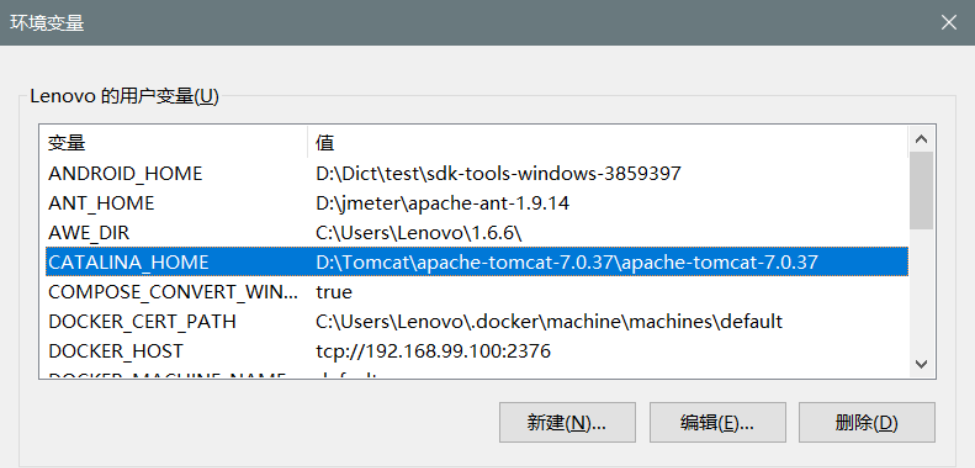 环境变量
Lenovo 的用户变量(U)
变量 值
ANDROID_HOME D:\Dict\test\sdk-tools-windows-3859397
ANT_HOME D:\jmeter\apache-ant-1.9.14
AWE_DIR C:\Users\Lenovo\1.6.6\
CATALINA_HOME D:\Tomcat\apache-tomcat-7.0.37\apache-tomcat-7.0.37
COMPOSE_CONVERT_WIN... true
DOCKER_CERT_PATH C:\Users\Lenovo\.docker\machine\machines\default
DOCKER_HOST tcp://192.168.99.100:2376
DOCKER_MACHINE_NAME default
新建(N)... 编辑(E)... 删除(D)